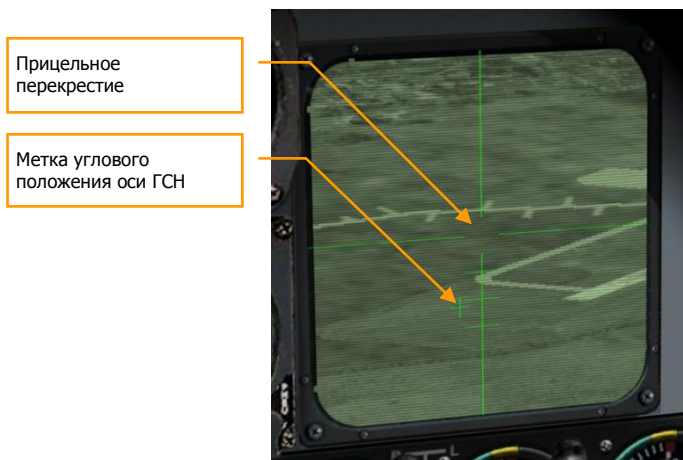 Прицельное
перекрестие
Метка углового
положения оси ГСН
L